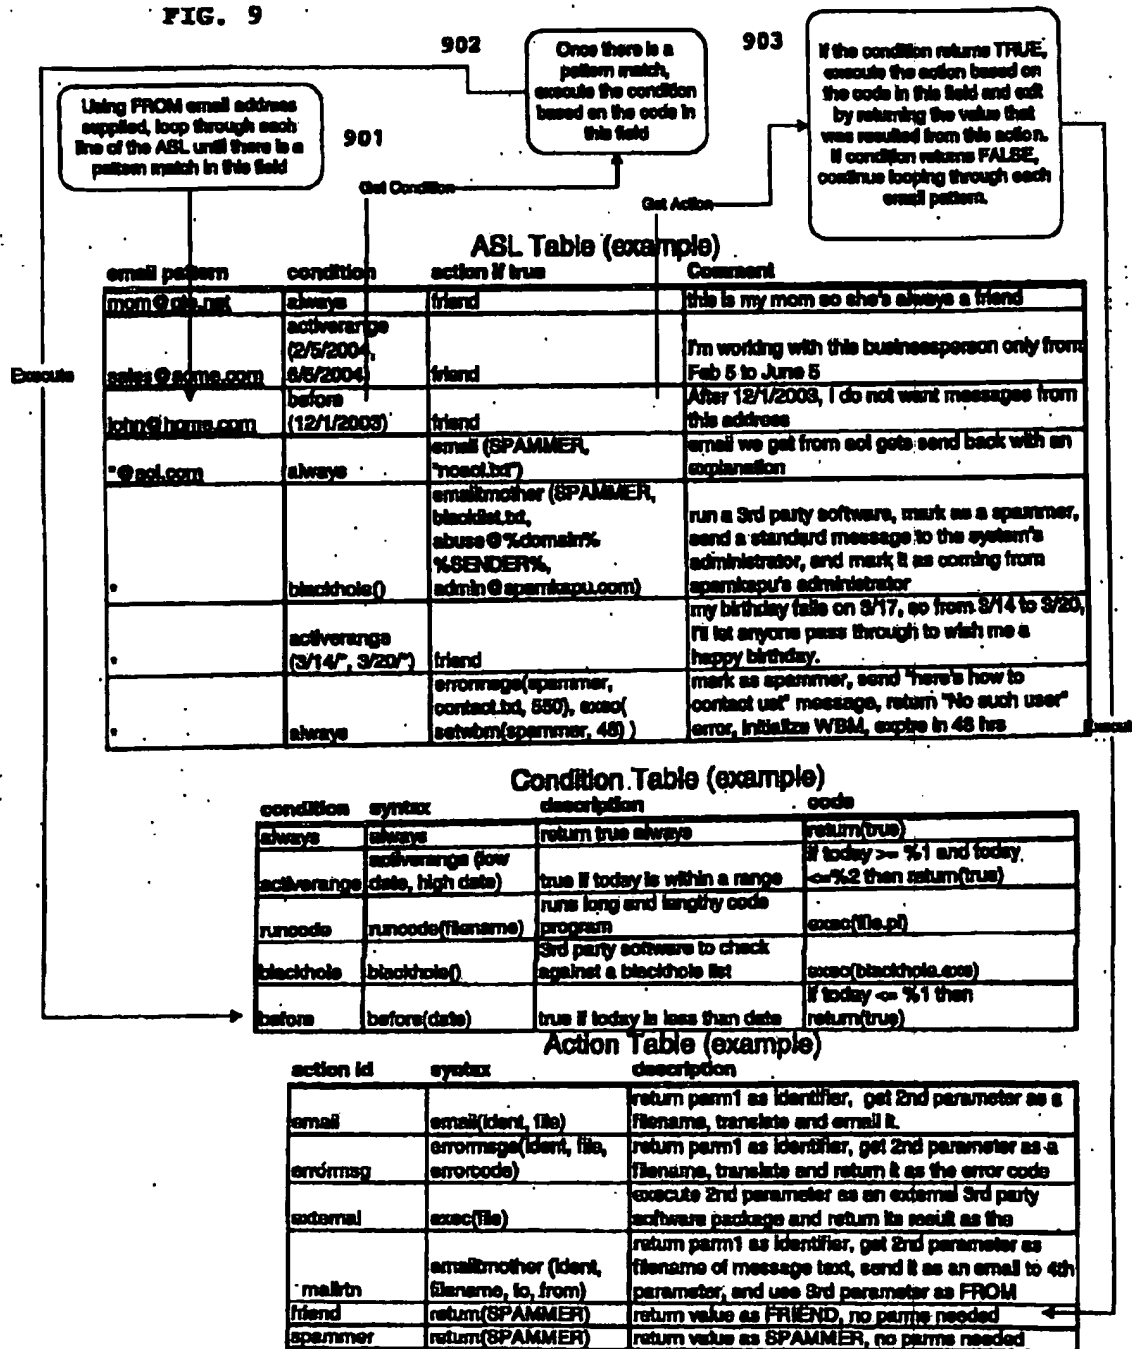 FIG. 9
902
903
901
Using FROM email address
supplied, loop through each
line of the ASL until there is a
pattern match in this field
Once there is a
pattern match,
execute the condition
based on the code in
this field
If the condition returns TRUE,
execute the action based on
the code in this field and exit
by returning the value that
was resulted from this action.
If condition returns FALSE,
continue looping through each
email pattern.
Get Condition
Get Action
Execute
ASL Table (example)
email pattern condition action if true Comment
mom@gte.net always friend this is my mom so she's always a friend
sales@acme.com activerange (2/5/2004, 6/5/2004) friend I'm working with this businessperson only from Feb 5 to June 5
john@home.com before (12/1/2003) friend After 12/1/2003, I do not want messages from this address
*@aol.com always email (SPAMMER, "noaol.txt") email we get from aol gets send back with an explanation
* blackhole() emailtmother (SPAMMER, blacklist.txt, abuse@%domain%, %SENDER%, admin@spamkapu.com) run a 3rd party software, mark as a spammer, send a standard message to the system's administrator, and mark it as coming from spamkapu's administrator
* activerange (3/14/*, 3/20/*) friend my birthday falls on 3/17, so from 3/14 to 3/20, I'll let anyone pass through to wish me a happy birthday.
* always errormsge(spammer, contact.txt, 550), exec( setwbm(spammer, 48) ) mark as spammer, send "here's how to contact us!" message, return "No such user" error, initialize WBM, expire in 48 hrs
Execut
Condition Table (example)
condition syntax description code
always always return true always return(true)
activerange activerange (low date, high date) true if today is within a range if today >= %1 and today <=%2 then return(true)
runcode runcode(filename) runs long and lengthy code program exec(file.pl)
blackhole blackhole() 3rd party software to check against a blackhole list exec(blackhole.exe)
before before(date) true if today is less than date if today <= %1 then return(true)
Action Table (example)
action id syntax description
email email(ident, file) return parm1 as identifier, get 2nd parameter as a filename, translate and email it.
errormsg errormsge(ident, file, errorcode) return parm1 as identifier, get 2nd parameter as a filename, translate and return it as the error code
external exec(file) execute 2nd parameter as an external 3rd party software package and return its result as the
mailrtn emailtmother (ident, filename, to, from) return parm1 as identifier, get 2nd parameter as filename of message text, send it as an email to 4th parameter, and use 3rd parameter as FROM
friend return(SPAMMER) return value as FRIEND, no parms needed
spammer return(SPAMMER) return value as SPAMMER, no parms needed